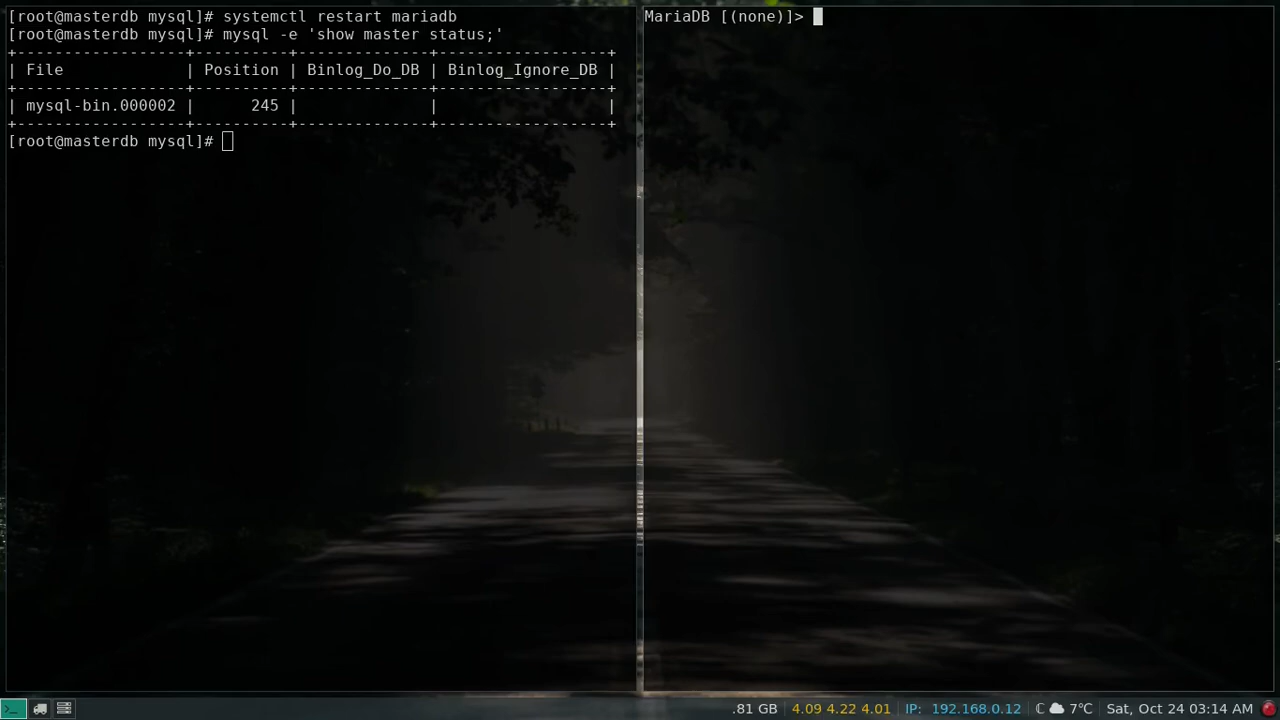 [root@masterdb mysql]# systemctl restart mariadb
[root@masterdb mysql]# mysql -e 'show master status;'
+------------------+----------+--------------+------------------+
| File             | Position | Binlog_Do_DB | Binlog_Ignore_DB |
+------------------+----------+--------------+------------------+
| mysql-bin.000002 |      245 |              |                  |
+------------------+----------+--------------+------------------+
[root@masterdb mysql]#
MariaDB [(none)]>
.81 GB 4.09 4.22 4.01 IP: 192.168.0.12 ☾ ☁ 7℃ Sat, Oct 24 03:14 AM